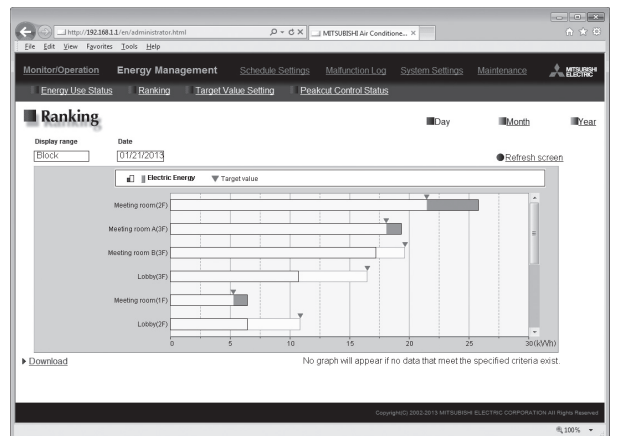 http://192.168.1.1/en/administrator.html
MITSUBISHI Air Conditione...
File Edit View Favorites Tools Help
Monitor/Operation Energy Management Schedule Settings Malfunction Log System Settings Maintenance MITSUBISHI ELECTRIC
Energy Use Status Ranking Target Value Setting Peakcut Control Status
Ranking
Day Month Year
Display range Date
Block 01/21/2013
Refresh screen
Electric Energy Target value
Meeting room(2F)
Meeting room A(3F)
Meeting room B(3F)
Lobby(3F)
Meeting room(1F)
Lobby(2F)
0 5 10 15 20 25 30(kWh)
Download
No graph will appear if no data that meet the specified criteria exist.
Copyright(C) 2002-2013 MITSUBISHI ELECTRIC CORPORATION All Rights Reserved
100%